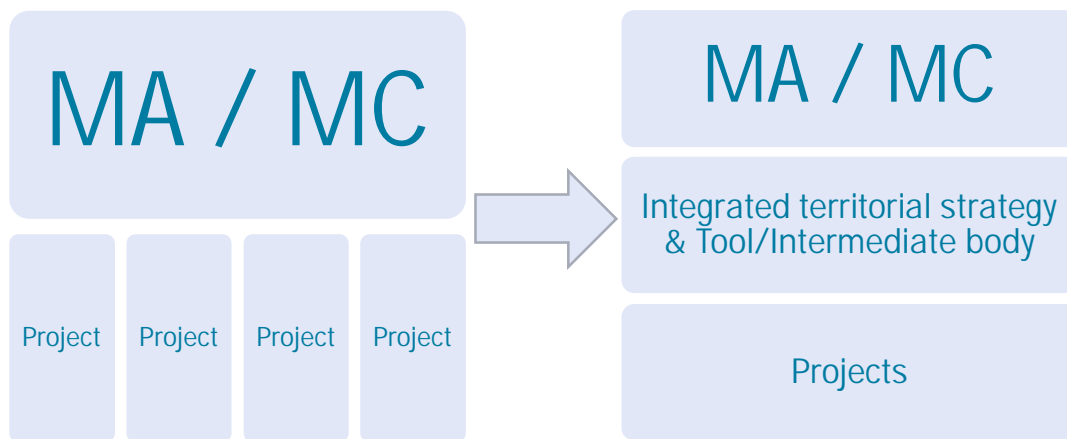 MA / MC
Project
Project
Project
Project
MA / MC
Integrated territorial strategy
& Tool/Intermediate body
Projects